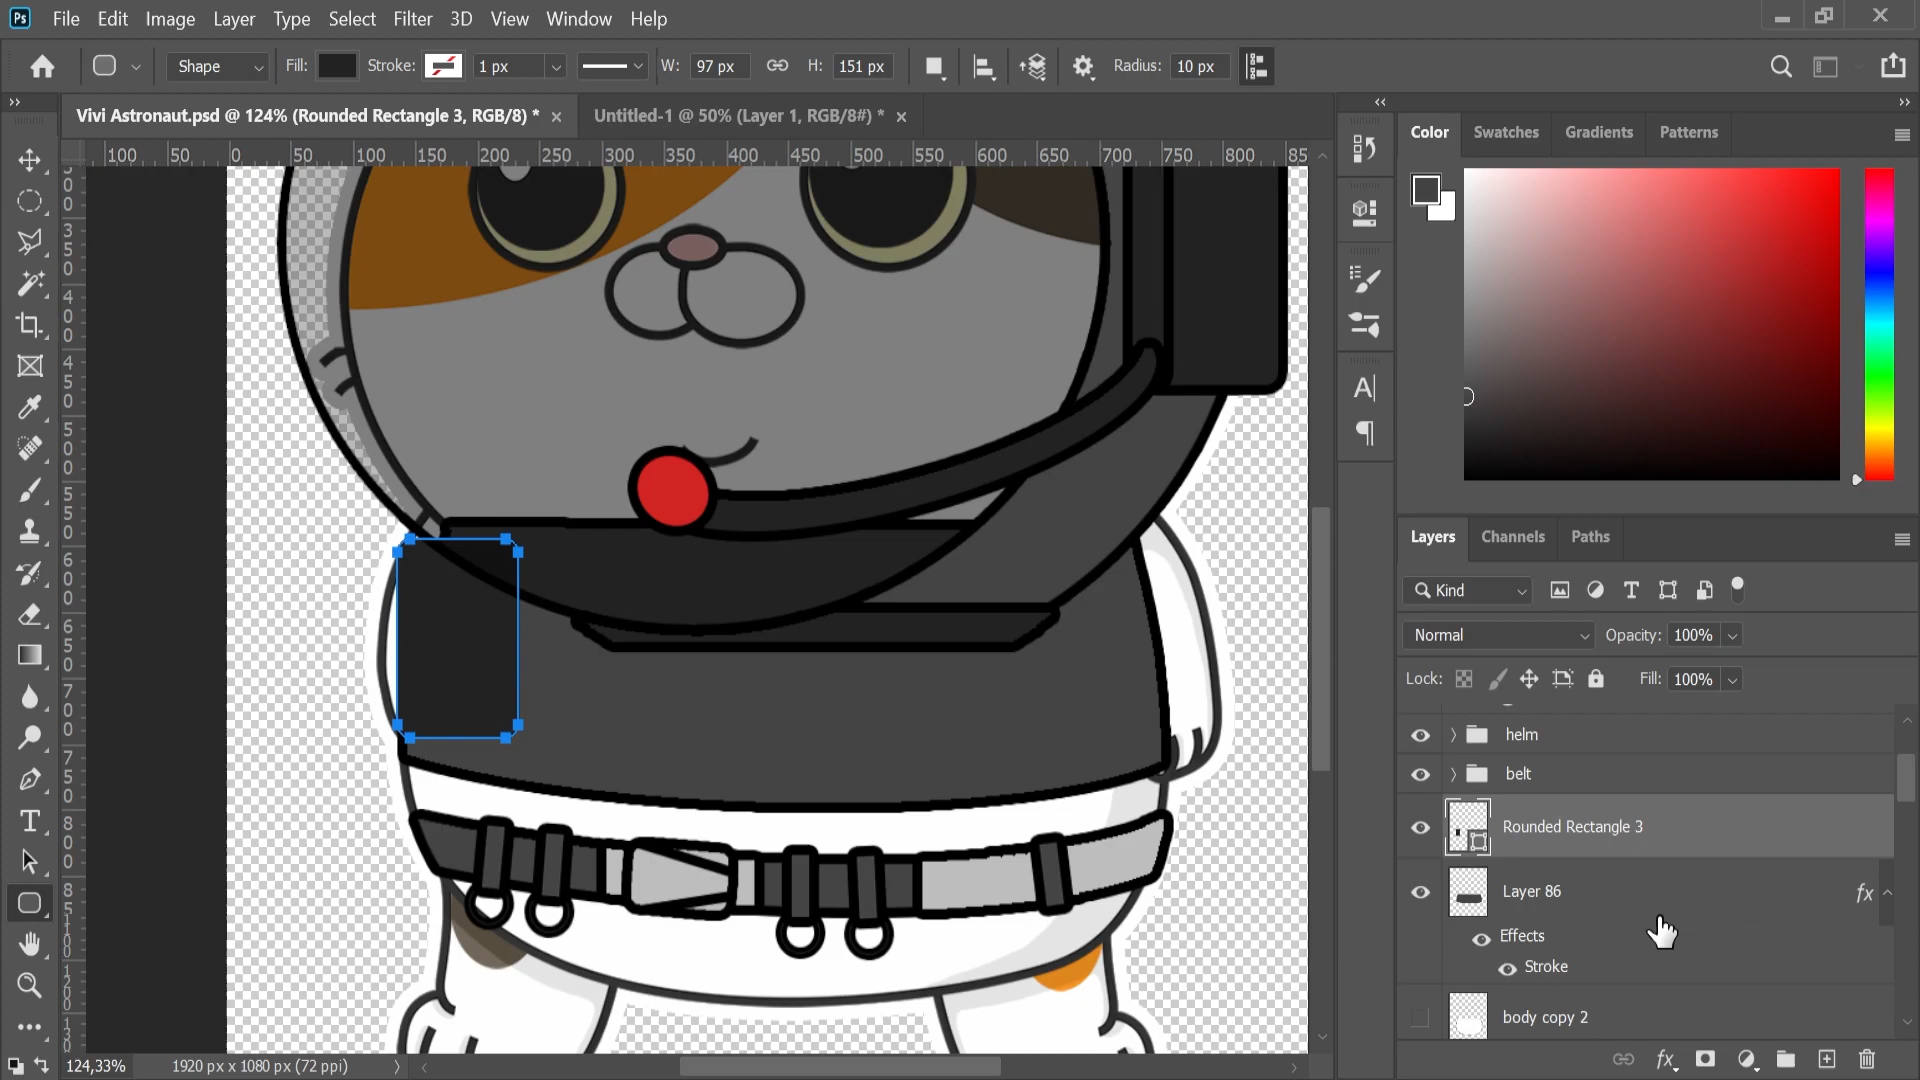 Ps File Edit Image Layer Type Select Filter 3D View Window Help
Shape Fill: Stroke: 1 px W: 97 px H: 151 px Radius: 10 px
Vivi Astronaut.psd @ 124% (Rounded Rectangle 3, RGB/8) * Untitled-1 @ 50% (Layer 1, RGB/8#) *
100 50 0 50 100 150 200 250 300 350 400 450 500 550 600 650 700 750 800 85
Color Swatches Gradients Patterns
Layers Channels Paths
Kind
Normal Opacity: 100%
Lock: Fill: 100%
helm
belt
Rounded Rectangle 3
Layer 86 fx
Effects
Stroke
body copy 2
124,33% 1920 px x 1080 px (72 ppi)